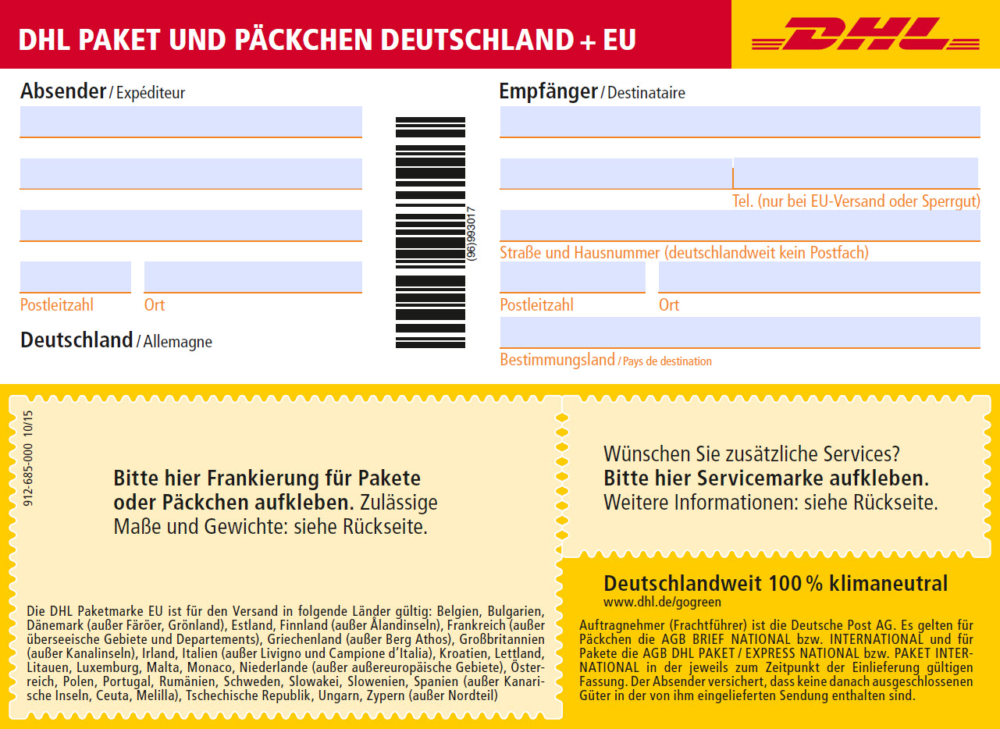 DHL PAKET UND PÄCKCHEN DEUTSCHLAND + EU
DHL
Absender / Expéditeur
Postleitzahl
Ort
Deutschland / Allemagne
(96)993017
Empfänger / Destinataire
Tel. (nur bei EU-Versand oder Sperrgut)
Straße und Hausnummer (deutschlandweit kein Postfach)
Postleitzahl
Ort
Bestimmungsland / Pays de destination
912-685-000 10/15
Bitte hier Frankierung für Pakete
oder Päckchen aufkleben. Zulässige
Maße und Gewichte: siehe Rückseite.
Die DHL Paketmarke EU ist für den Versand in folgende Länder gültig: Belgien, Bulgarien,
Dänemark (außer Färöer, Grönland), Estland, Finnland (außer Ålandinseln), Frankreich (außer
überseeische Gebiete und Departements), Griechenland (außer Berg Athos), Großbritannien
(außer Kanalinseln), Irland, Italien (außer Livigno und Campione d’Italia), Kroatien, Lettland,
Litauen, Luxemburg, Malta, Monaco, Niederlande (außer außereuropäische Gebiete), Öster-
reich, Polen, Portugal, Rumänien, Schweden, Slowakei, Slowenien, Spanien (außer Kanari-
sche Inseln, Ceuta, Melilla), Tschechische Republik, Ungarn, Zypern (außer Nordteil)
Wünschen Sie zusätzliche Services?
Bitte hier Servicemarke aufkleben.
Weitere Informationen: siehe Rückseite.
Deutschlandweit 100 % klimaneutral
www.dhl.de/gogreen
Auftragnehmer (Frachtführer) ist die Deutsche Post AG. Es gelten für
Päckchen die AGB BRIEF NATIONAL bzw. INTERNATIONAL und für
Pakete die AGB DHL PAKET / EXPRESS NATIONAL bzw. PAKET INTER-
NATIONAL in der jeweils zum Zeitpunkt der Einlieferung gültigen
Fassung. Der Absender versichert, dass keine danach ausgeschlossenen
Güter in der von ihm eingelieferten Sendung enthalten sind.